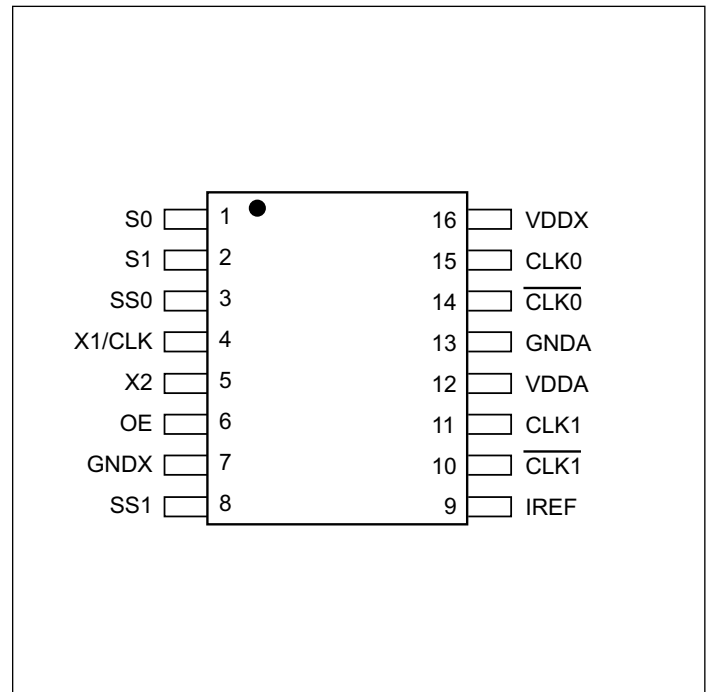 S0 1 16 VDDX
S1 2 15 CLK0
SS0 3 14 CLK0
X1/CLK 4 13 GNDA
X2 5 12 VDDA
OE 6 11 CLK1
GNDX 7 10 CLK1
SS1 8 9 IREF